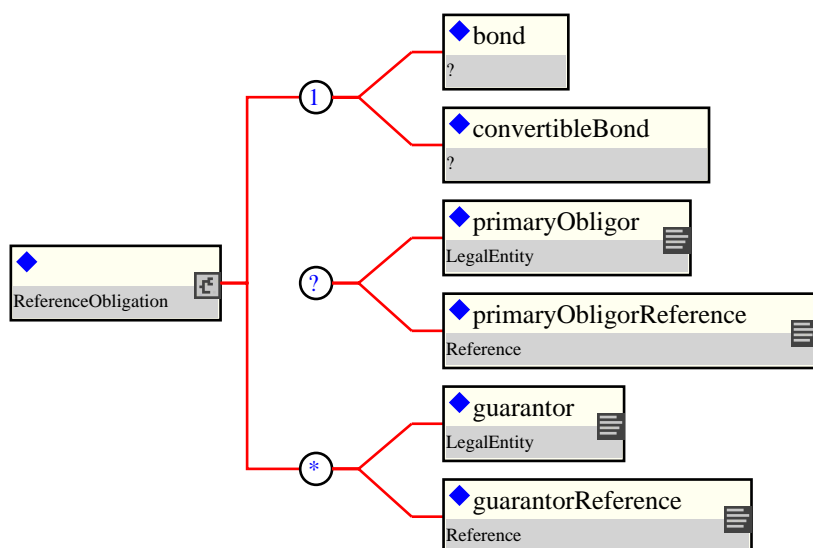 bond
?
1
convertibleBond
?
primaryObligor
LegalEntity
ReferenceObligation
?
primaryObligorReference
Reference
guarantor
LegalEntity
*
guarantorReference
Reference